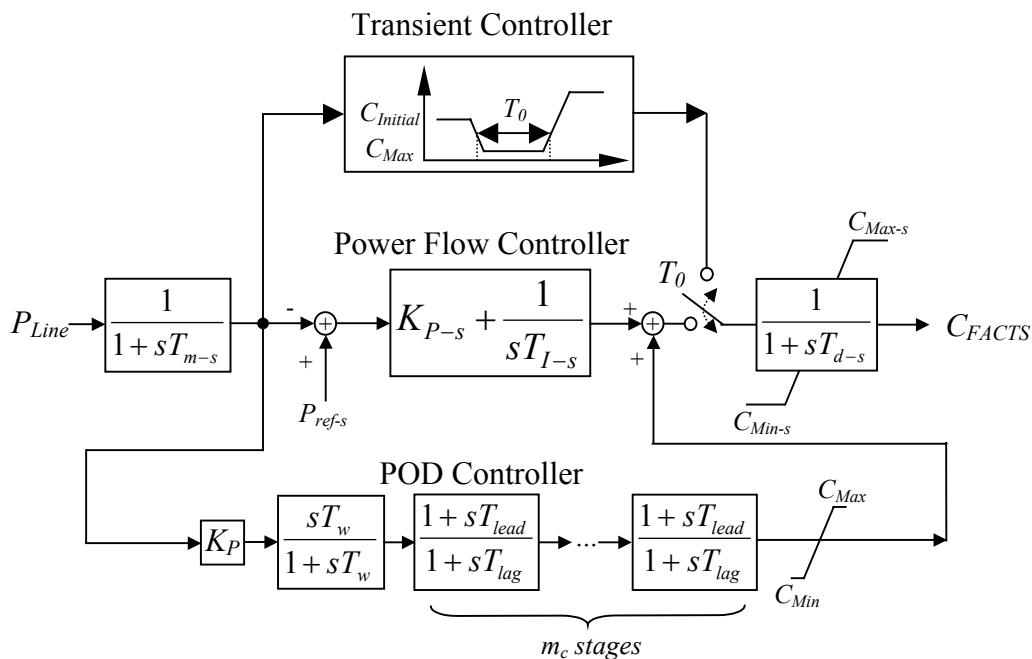 Transient Controller
C_Initial
T_0
C_Max
Power Flow Controller
C_Max-s
T_0
P_Line
1
1 + sT_m-s
-
+
K_P-s + 1
sT_I-s
+
+
1
1 + sT_d-s
C_FACTS
P_ref-s
C_Min-s
POD Controller
C_Max
K_P
sT_w
1 + sT_w
1 + sT_lead
1 + sT_lag
...
1 + sT_lead
1 + sT_lag
C_Min
m_c stages